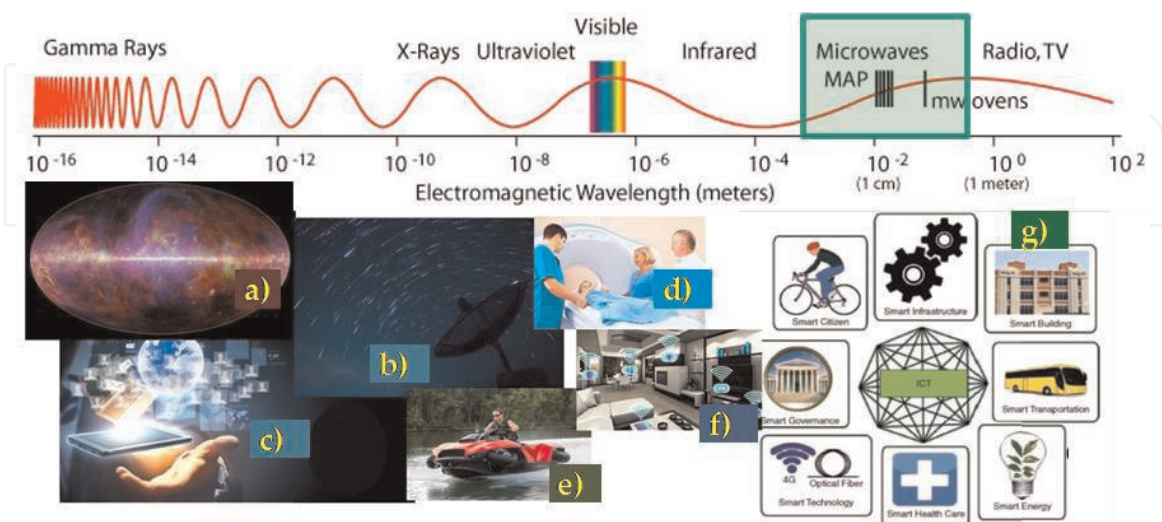 Visible
Gamma Rays X-Rays Ultraviolet Infrared Microwaves Radio, TV
MAP
mw ovens
10 -16 10 -14 10 -12 10 -10 10 -8 10 -6 10 -4 10 -2 10 0 10 2
(1 cm) (1 meter)
Electromagnetic Wavelength (meters)
a)
b)
c)
d)
e)
f)
g)
Smart Citizen
Smart Infrastructure
Smart Building
Smart Governance
ICT
Smart Transportation
4G
Optical Fiber
Smart Technology
Smart Health Care
Smart Energy